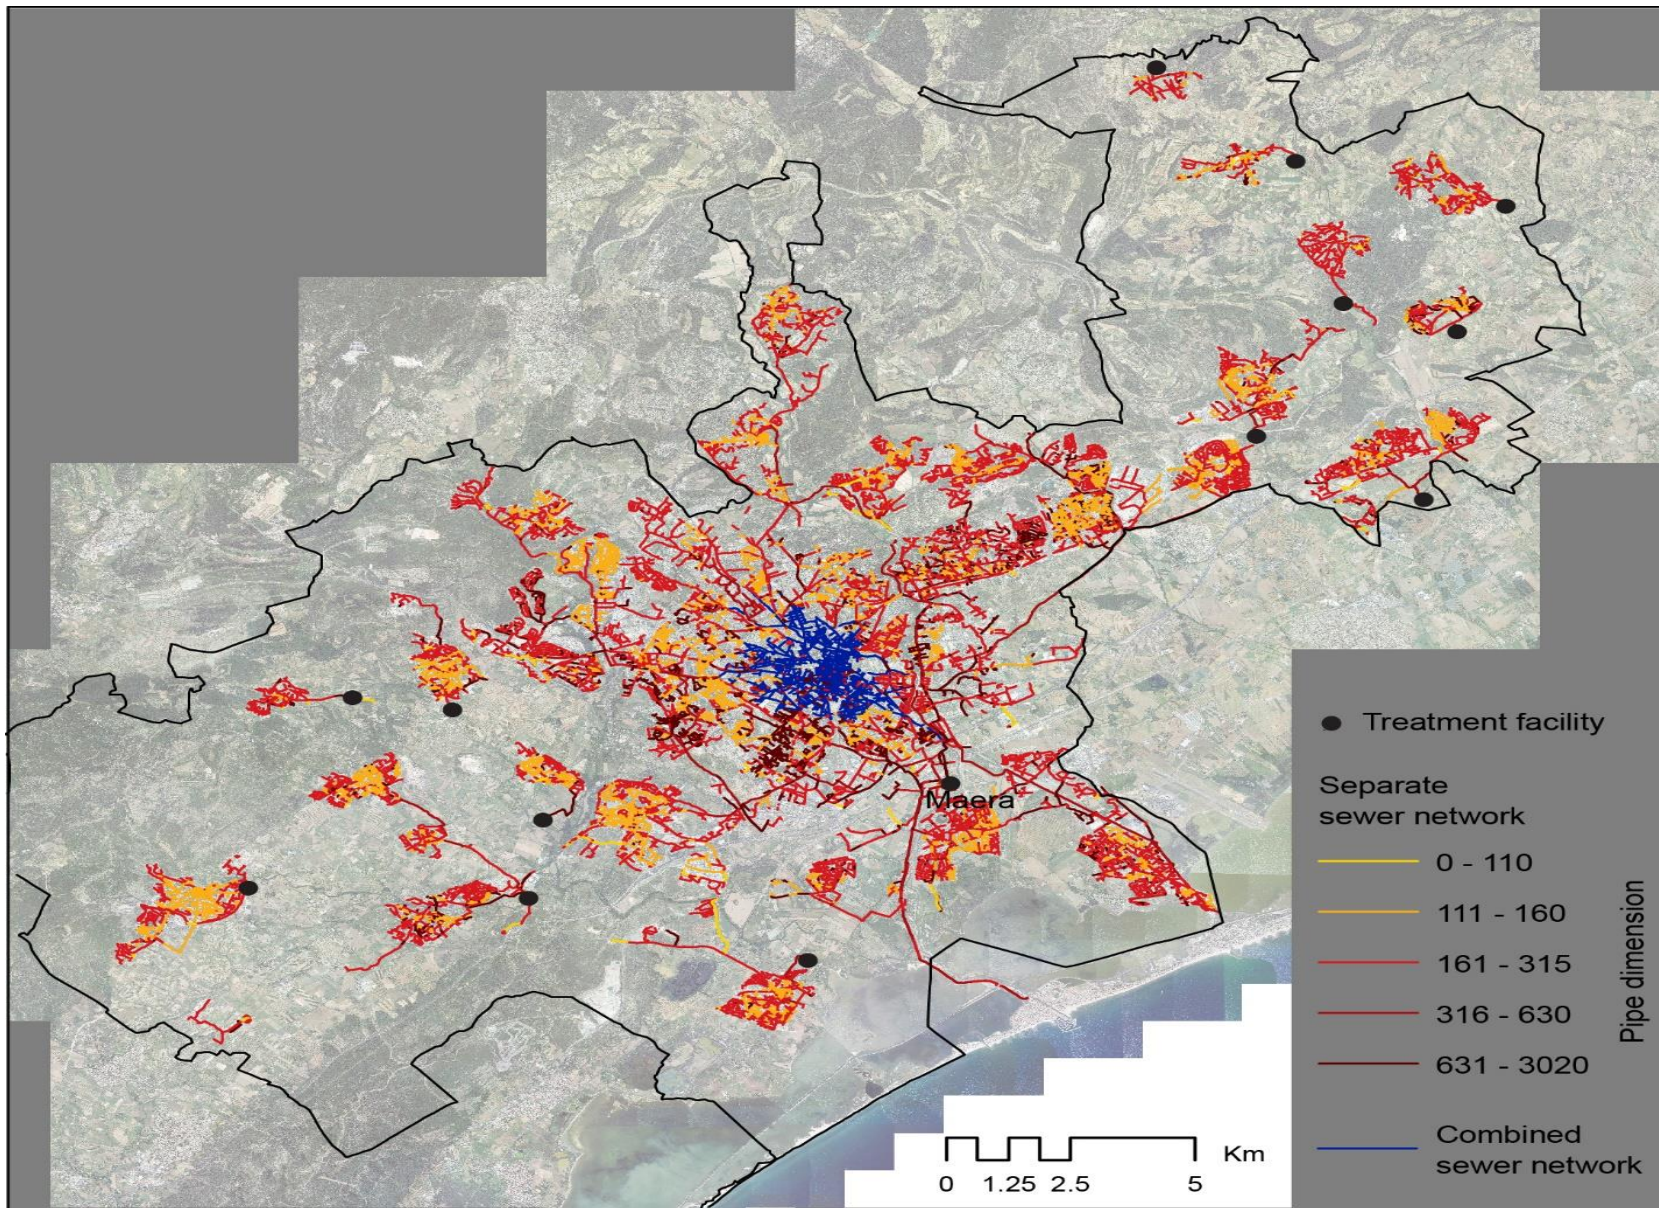 Maera
Treatment facility
Separate
sewer network
0 - 110
111 - 160
161 - 315
316 - 630
631 - 3020
Pipe dimension
Combined
sewer network
Km
0 1.25 2.5 5